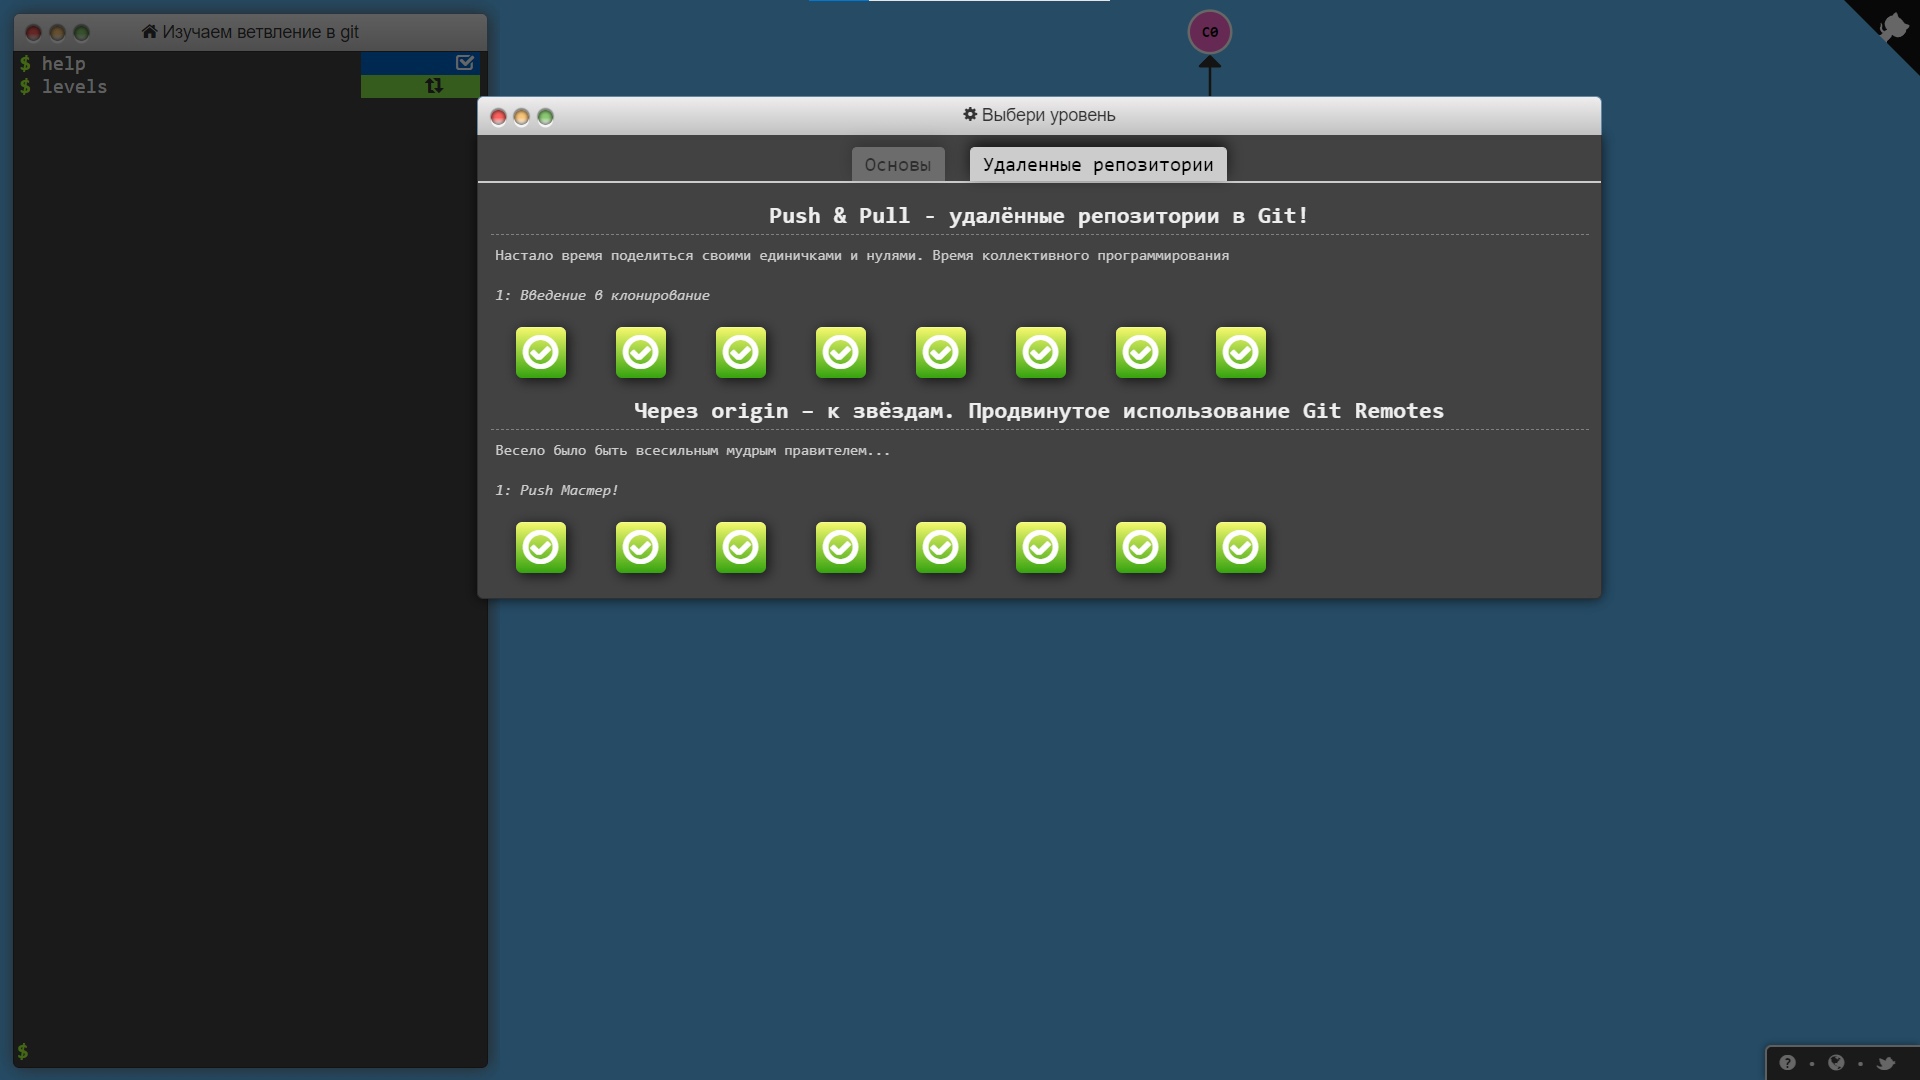 Изучаем ветвление в git
$ help
$ levels
C0
Выбери уровень
Основы
Удаленные репозитории
Push & Pull - удалённые репозитории в Git!
Настало время поделиться своими единичками и нулями. Время коллективного программирования
1: Введение в клонирование
Через origin – к звёздам. Продвинутое использование Git Remotes
Весело было быть всесильным мудрым правителем...
1: Push Мастер!
$